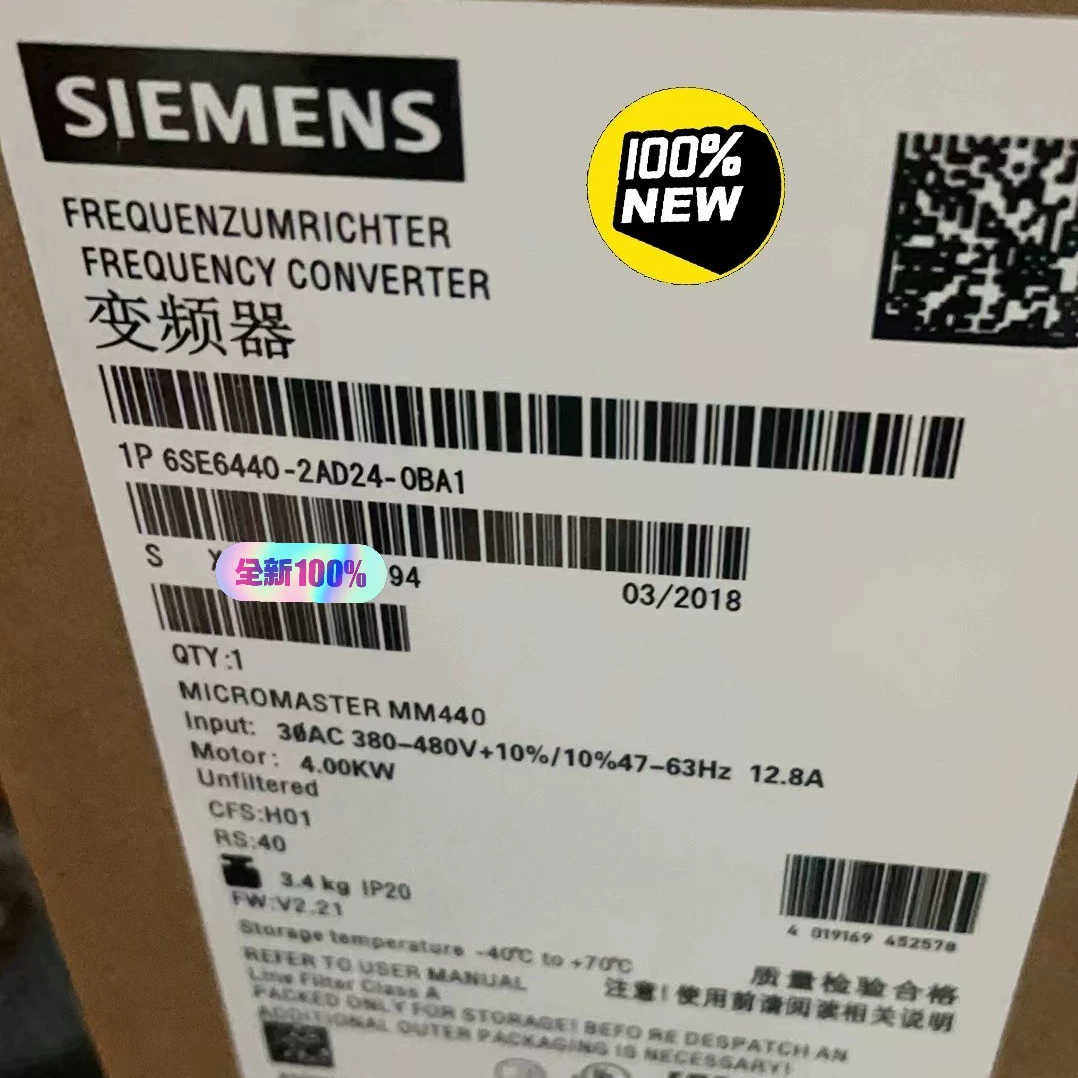 SIEMENS
100%
NEW
FREQUENZUMRICHTER
FREQUENCY CONVERTER
变频器
1P 6SE6440-2AD24-0BA1
S Y
全新100%
94
03/2018
QTY:1
MICROMASTER MM440
Input: 3ØAC 380-480V+10%/10%47-63Hz 12.8A
Motor: 4.00KW
Unfiltered
CFS:H01
RS:40
3.4 kg IP20
FW:V2.21
4 019169 452578
Storage temperature -40℃ to +70℃
REFER TO USER MANUAL
质量检验合格
Line Filter Class A
注意!使用前请阅读相关说明
PACKED ONLY FOR STORAGE! BEFO RE DESPATCH AN
ADDITIONAL OUTER PACKAGING IS NECESSARY!